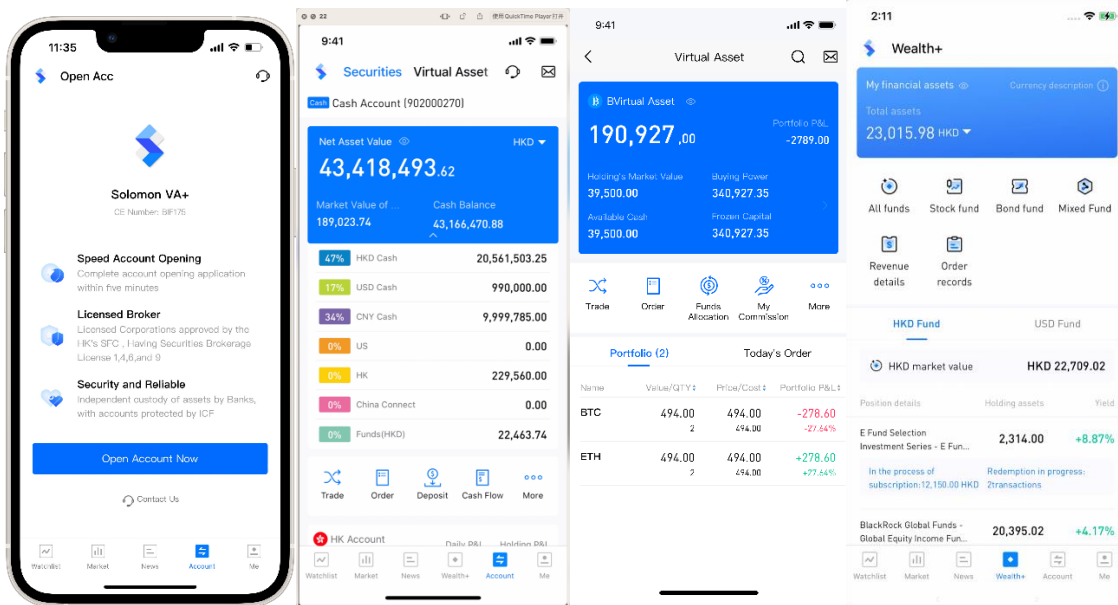 11:35
Open Acc
Solomon VA+
CE Number: BIF175
Speed Account Opening
Complete account opening application
within five minutes
Licensed Broker
Licensed Corporations approved by the
HK's SFC , Having Securities Brokerage
License 1,4,6,and 9
Security and Reliable
Independent custody of assets by Banks,
with accounts protected by ICF
Open Account Now
Contact Us
Watchlist Market News Account Me
22 使用 QuickTime Player 打开
9:41
Securities Virtual Asset
Cash Cash Account (902000270)
Net Asset Value HKD
43,418,493.62
Market Value of ... Cash Balance
189,023.74 43,166,470.88
47% HKD Cash 20,561,503.25
17% USD Cash 990,000.00
34% CNY Cash 9,999,785.00
0% US 0.00
0% HK 229,560.00
0% China Connect 0.00
0% Funds(HKD) 22,463.74
Trade Order Deposit Cash Flow More
HK Account Daily P&L Holding P&L
Watchlist Market News Wealth+ Account Me
9:41
Virtual Asset
BVirtual Asset
190,927,00
Portfolio P&L
-2789.00
Holding's Market Value Buying Power
39,500.00 340,927.35
Available Cash Frozen Capital
39,500.00 340,927.35
Trade Order Funds Allocation My Commission More
Portfolio (2) Today's Order
Name Value/QTY Price/Cost Portfolio P&L
BTC 494.00 494.00 -278.60
2 494.00 -27.64%
ETH 494.00 494.00 +278.60
2 494.00 +27.64%
2:11
Wealth+
My financial assets Currency description
Total assets
23,015.98 HKD
All funds Stock fund Bond fund Mixed Fund
Revenue details Order records
HKD Fund USD Fund
HKD market value HKD 22,709.02
Position details Holding assets Yield
E Fund Selection
Investment Series - E Fun... 2,314.00 +8.87%
In the process of Redemption in progress:
subscription:12,150.00 HKD 2transactions
BlackRock Global Funds -
Global Equity Income Fun... 20,395.02 +4.17%
Watchlist Market News Wealth+ Account Me